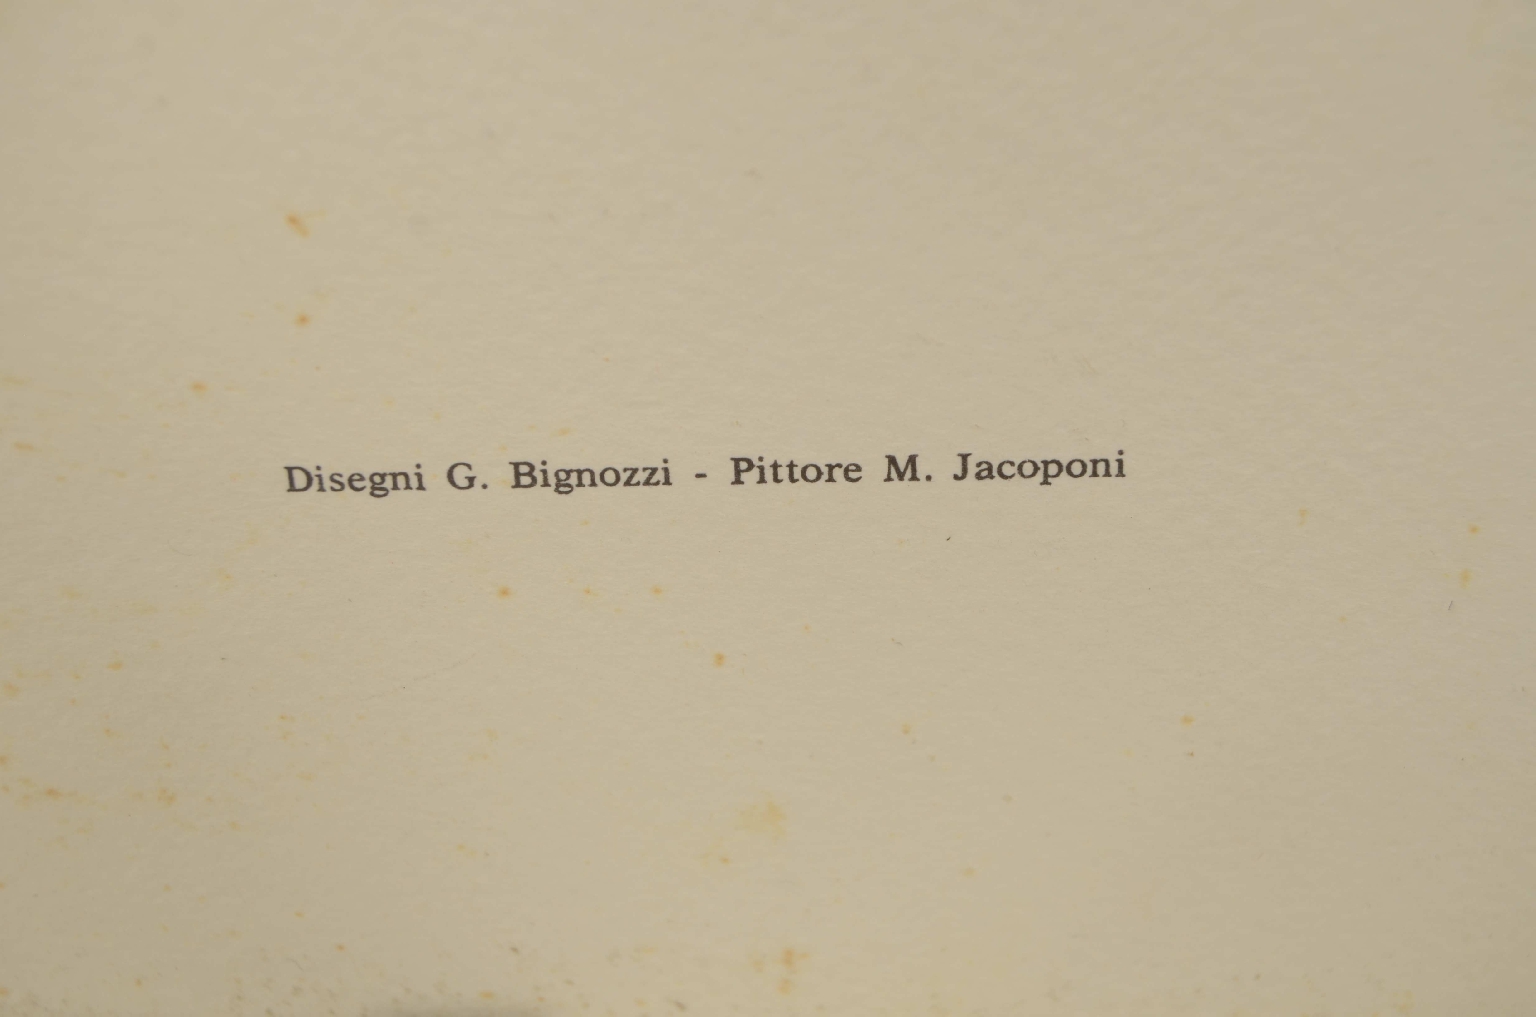 Disegni G. Bignozzi - Pittore M. Jacoponi